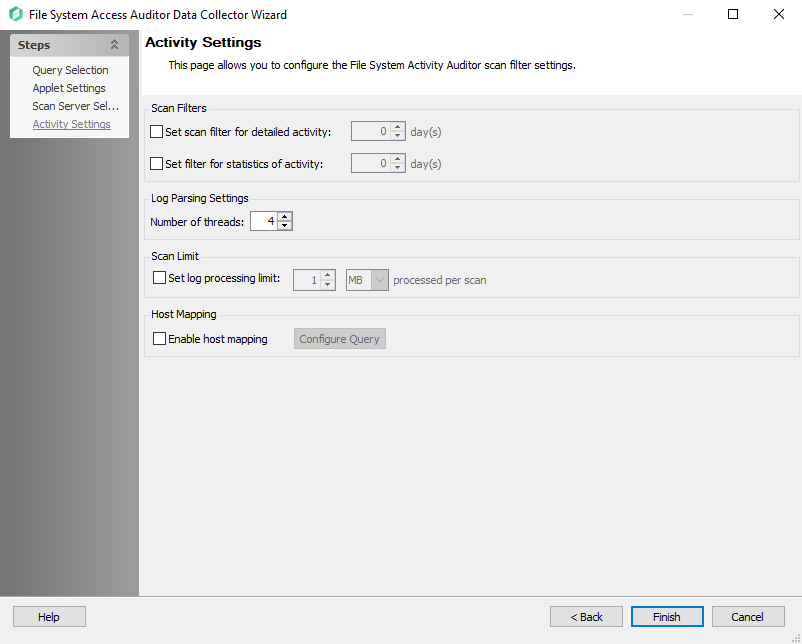 File System Access Auditor Data Collector Wizard
Steps
Query Selection
Applet Settings
Scan Server Sel...
Activity Settings
Activity Settings
This page allows you to configure the File System Activity Auditor scan filter settings.
Scan Filters
Set scan filter for detailed activity: 0 day(s)
Set filter for statistics of activity: 0 day(s)
Log Parsing Settings
Number of threads: 4
Scan Limit
Set log processing limit: 1 MB processed per scan
Host Mapping
Enable host mapping Configure Query
Help < Back Finish Cancel